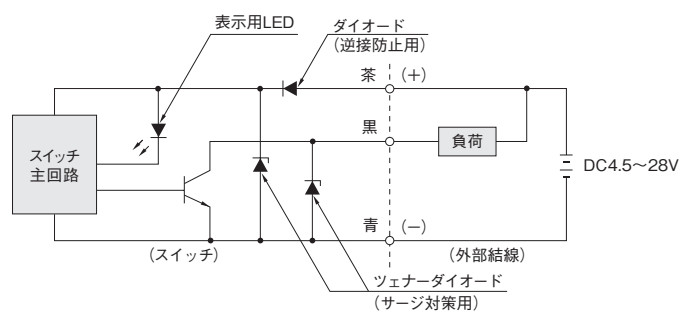 表示用LED
ダイオード
(逆接防止用)
茶
(+)
黒
負荷
スイッチ
主回路
DC4.5~28V
青
(-)
(スイッチ)
(外部結線)
ツェナーダイオード
(サージ対策用)